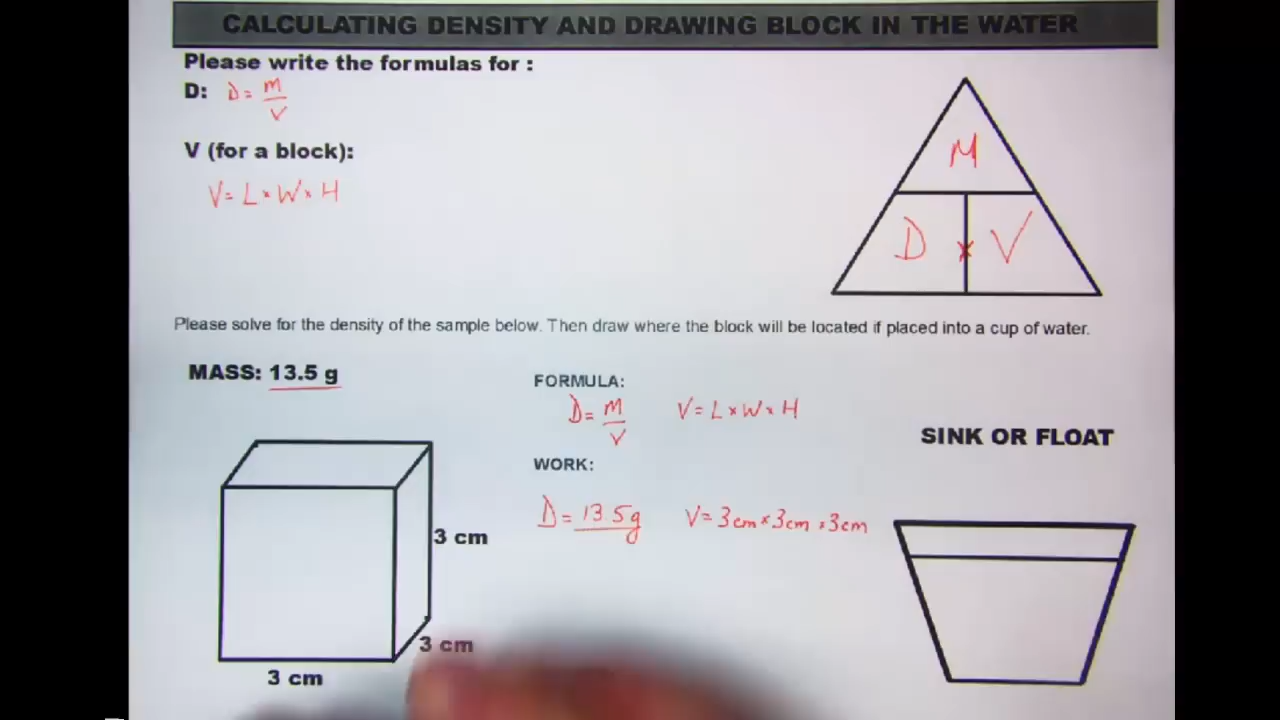 CALCULATING DENSITY AND DRAWING BLOCK IN THE WATER
Please write the formulas for :
D: D = M/V
V (for a block):
V = L × W × H
M
D × V
Please solve for the density of the sample below. Then draw where the block will be located if placed into a cup of water.
MASS: 13.5 g
3 cm
3 cm
3 cm
FORMULA:
D = M/V V = L × W × H
WORK:
D = 13.5g V = 3cm × 3cm × 3cm
SINK OR FLOAT